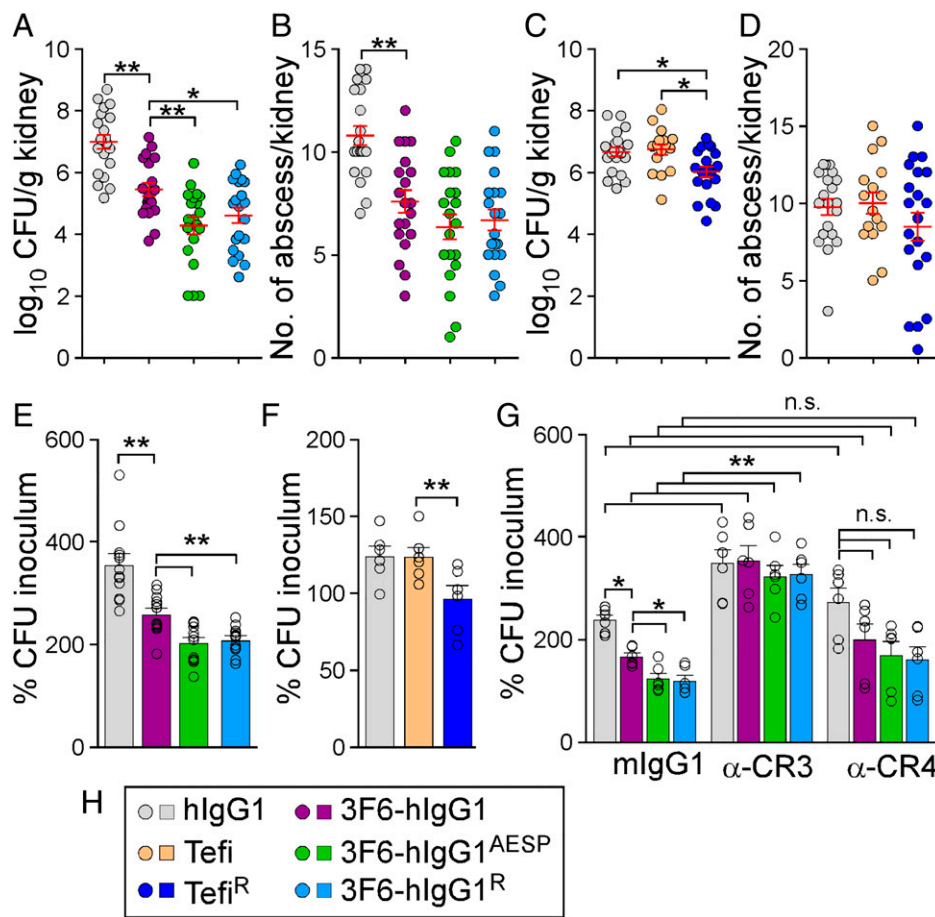 A
B
C
D
log10 CFU/g kidney
10
8
6
4
2
0
**
**
*
No. of abscess/kidney
15
10
5
0
**
log10 CFU/g kidney
10
8
6
4
2
0
*
*
No. of abscess/kidney
20
15
10
5
0
E
F
G
% CFU inoculum
600
400
200
0
**
**
% CFU inoculum
200
150
100
50
0
**
% CFU inoculum
600
400
200
0
n.s.
**
n.s.
*
*
mIgG1
α-CR3
α-CR4
H
hIgG1
3F6-hIgG1
Tefi
3F6-hIgG1AESP
TefiR
3F6-hIgG1R